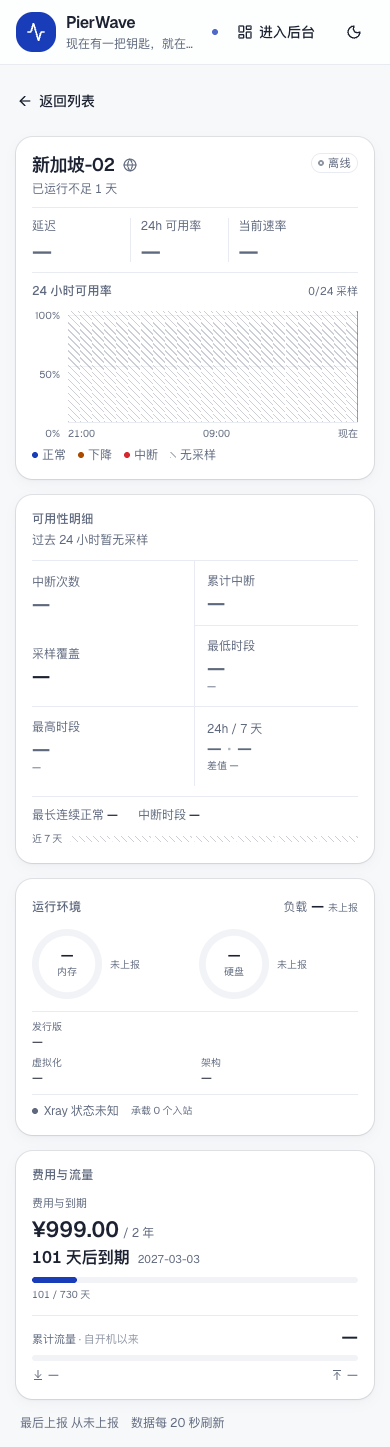 PierWave
现在有一把钥匙，就在…
进入后台
返回列表
新加坡-02
离线
已运行不足 1 天
延迟
24h 可用率
当前速率
—
—
—
24 小时可用率
0/24 采样
100%
50%
0%
21:00
09:00
现在
正常
下降
中断
无采样
可用性明细
过去 24 小时暂无采样
中断次数
—
累计中断
—
采样覆盖
—
最低时段
—
—
最高时段
—
—
24h / 7 天
— · —
差值 —
最长连续正常 —
中断时段 —
近 7 天
运行环境
负载 — 未上报
—
内存
未上报
—
硬盘
未上报
发行版
—
虚拟化
—
架构
—
Xray 状态未知
承载 0 个入站
费用与流量
费用与到期
¥999.00 / 2 年
101 天后到期 2027-03-03
101 / 730 天
累计流量 · 自开机以来
—
—
—
最后上报 从未上报
数据每 20 秒刷新